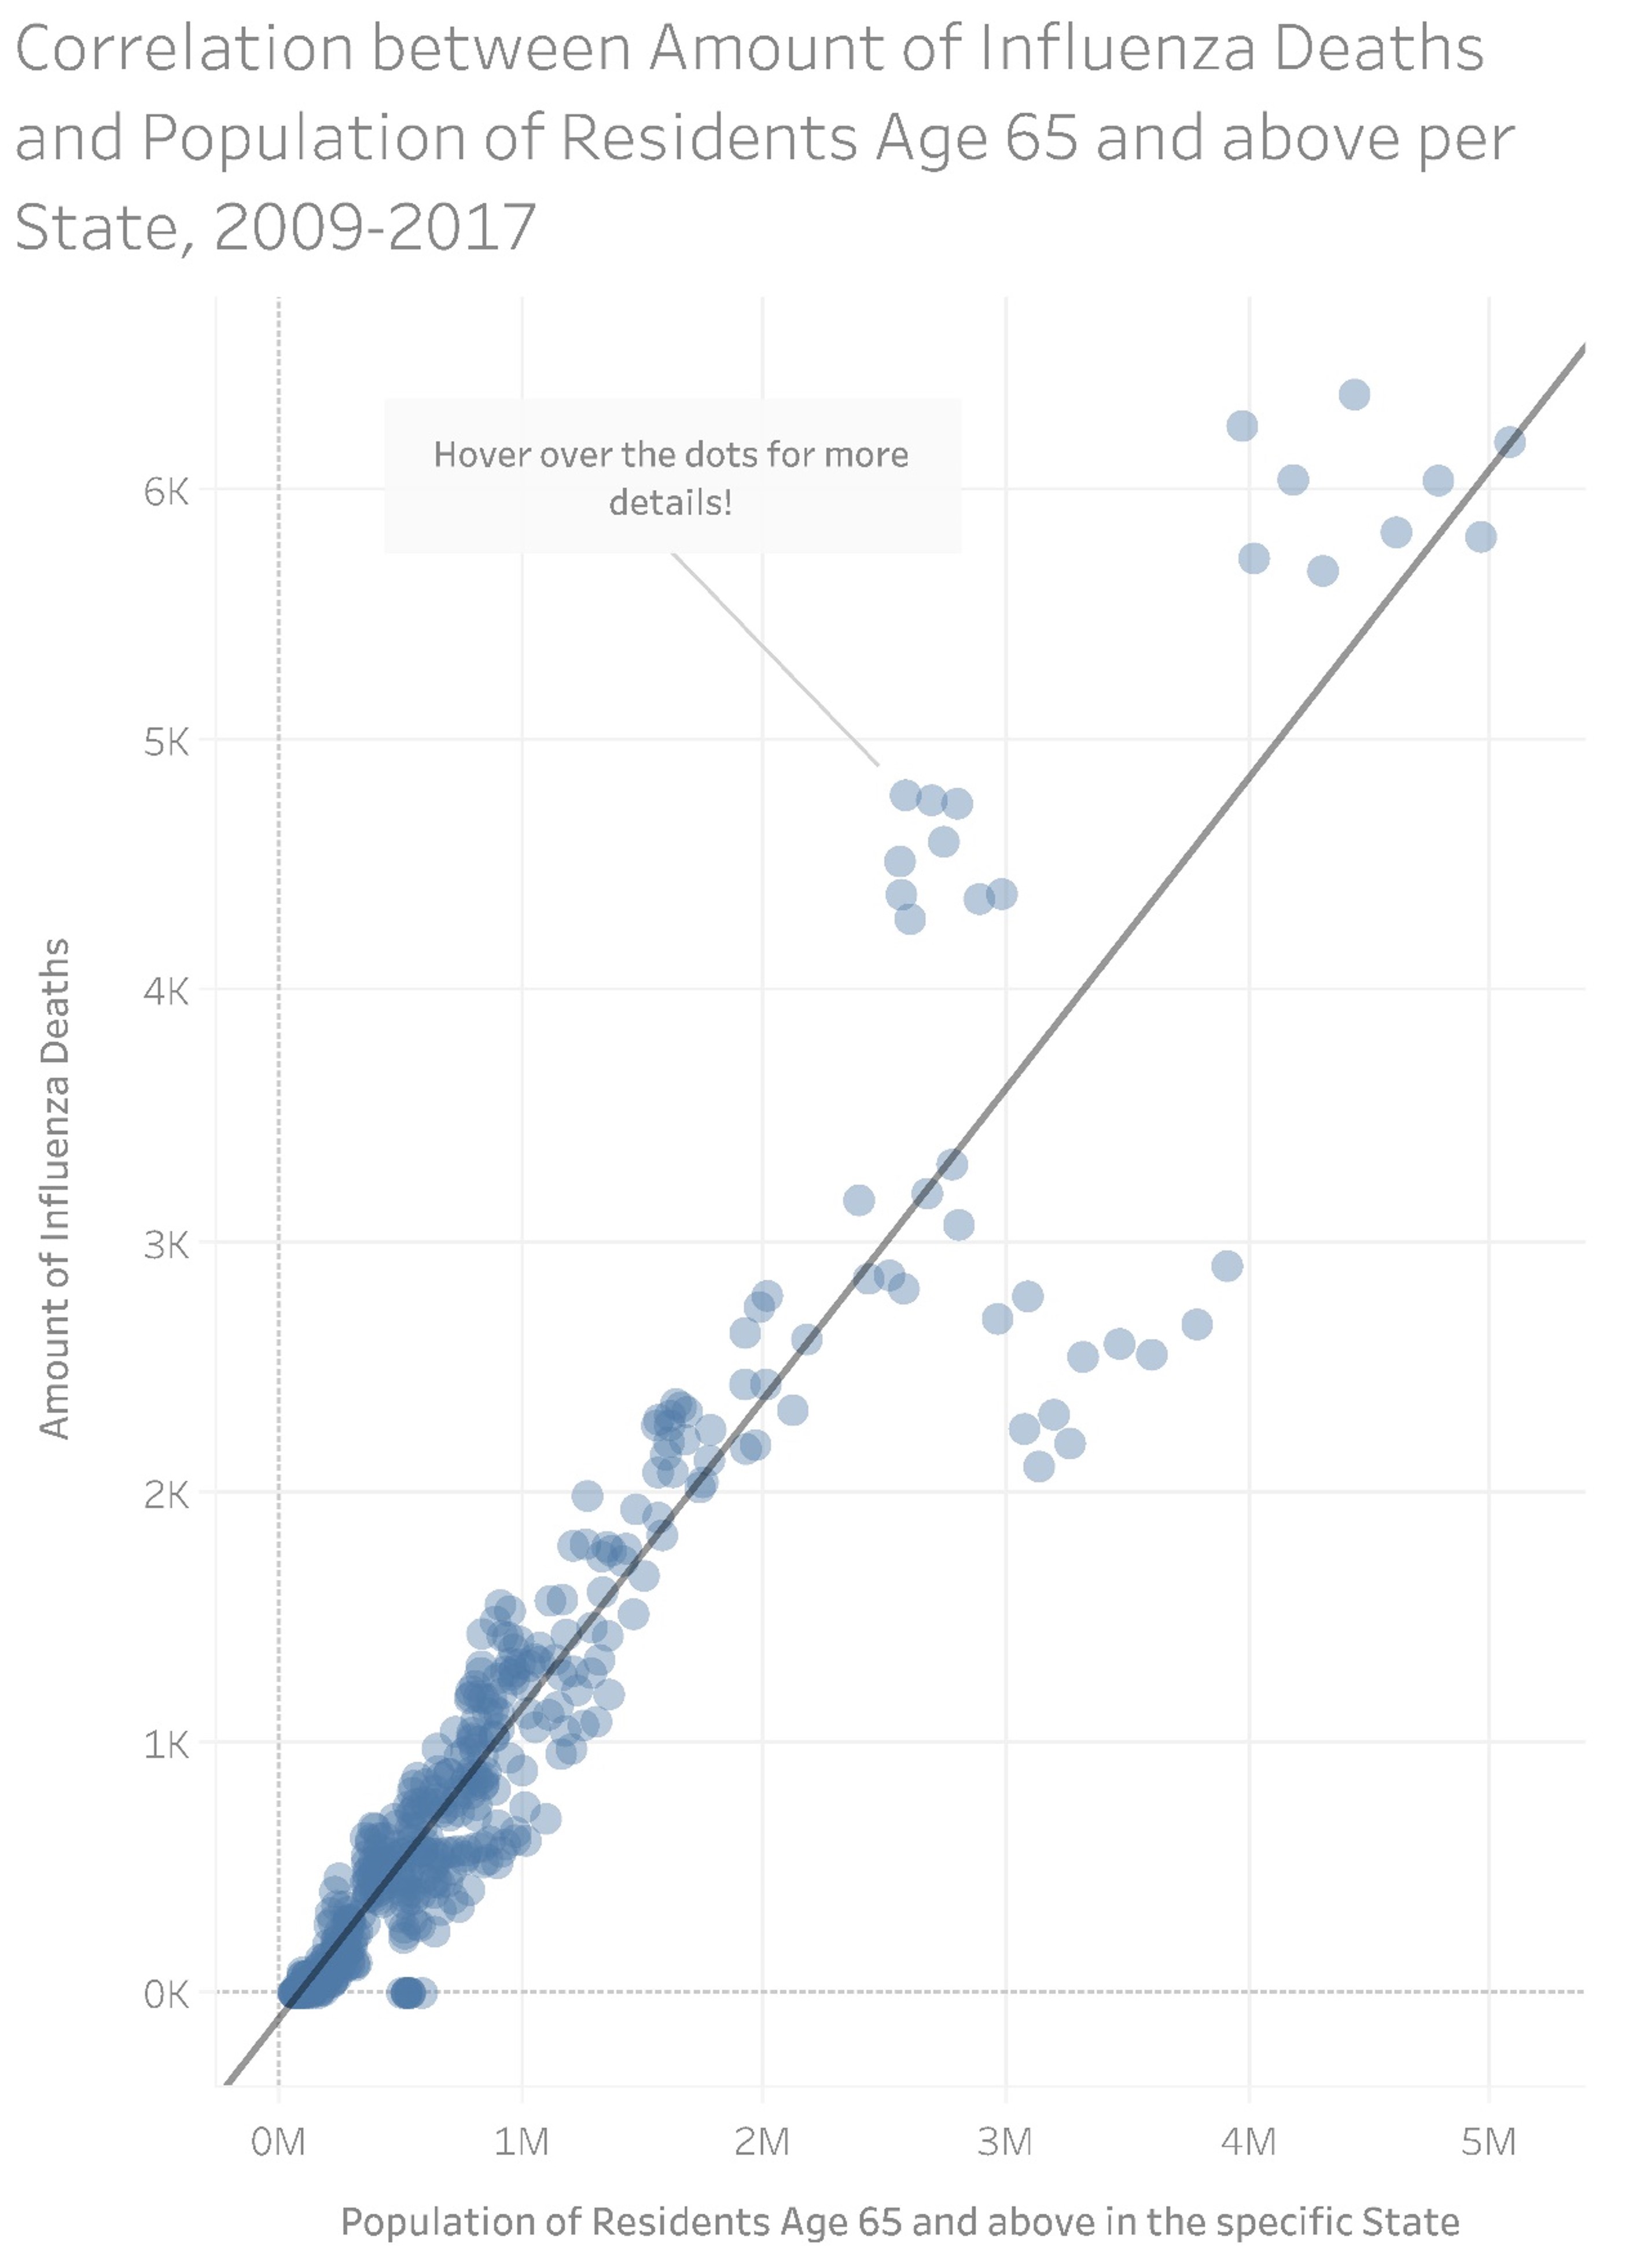 Correlation between Amount of Influenza Deaths
and Population of Residents Age 65 and above per
State, 2009-2017
Hover over the dots for more
details!
6K
5K
4K
3K
2K
1K
0K
Amount of Influenza Deaths
0M 1M 2M 3M 4M 5M
Population of Residents Age 65 and above in the specific State